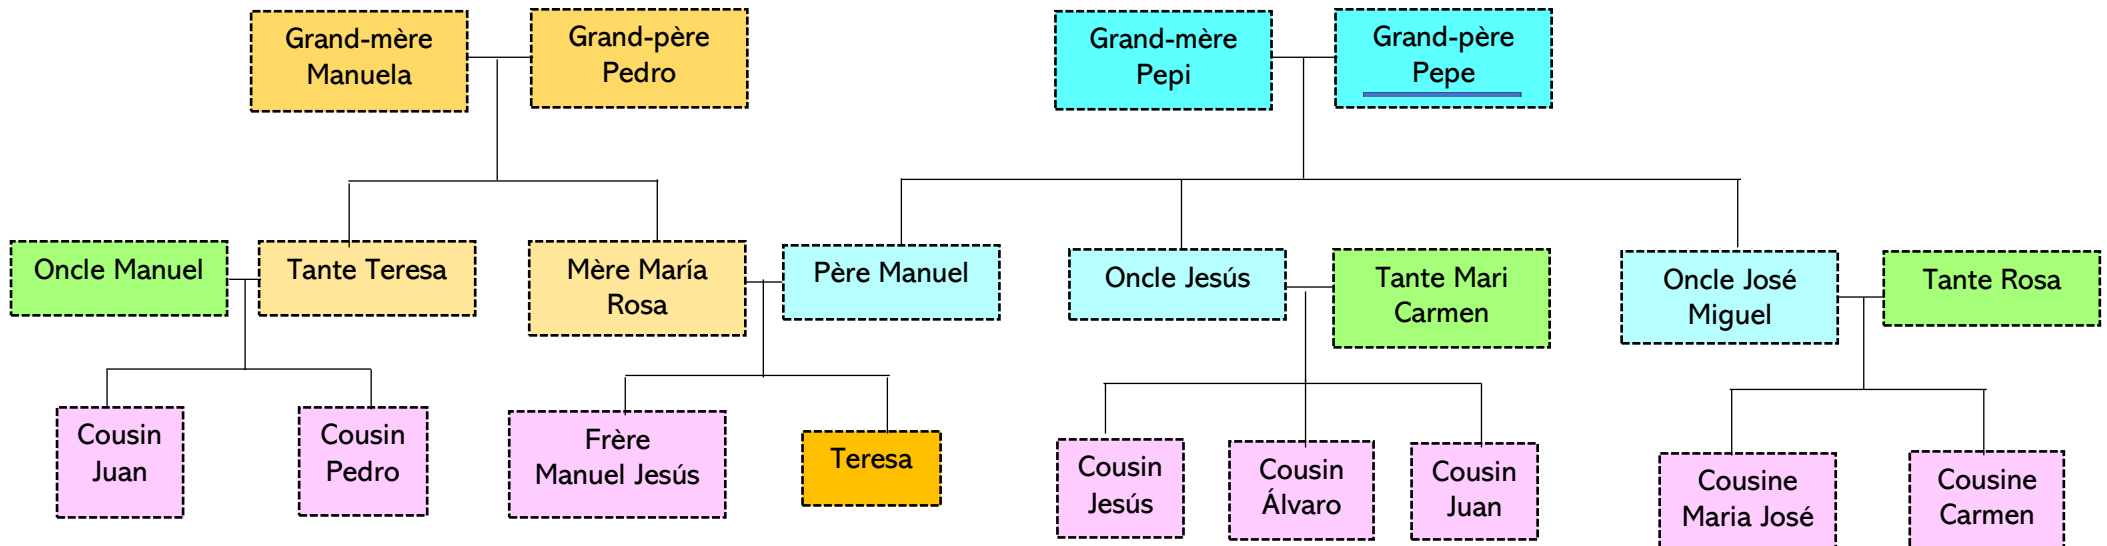 Grand-mère
Manuela
Grand-père
Pedro
Grand-mère
Pepi
Grand-père
Pepe
Oncle Manuel
Tante Teresa
Mère María
Rosa
Père Manuel
Oncle Jesús
Tante Mari
Carmen
Oncle José
Miguel
Tante Rosa
Cousin
Juan
Cousin
Pedro
Frère
Manuel Jesús
Teresa
Cousin
Jesús
Cousin
Álvaro
Cousin
Juan
Cousine
Maria José
Cousine
Carmen